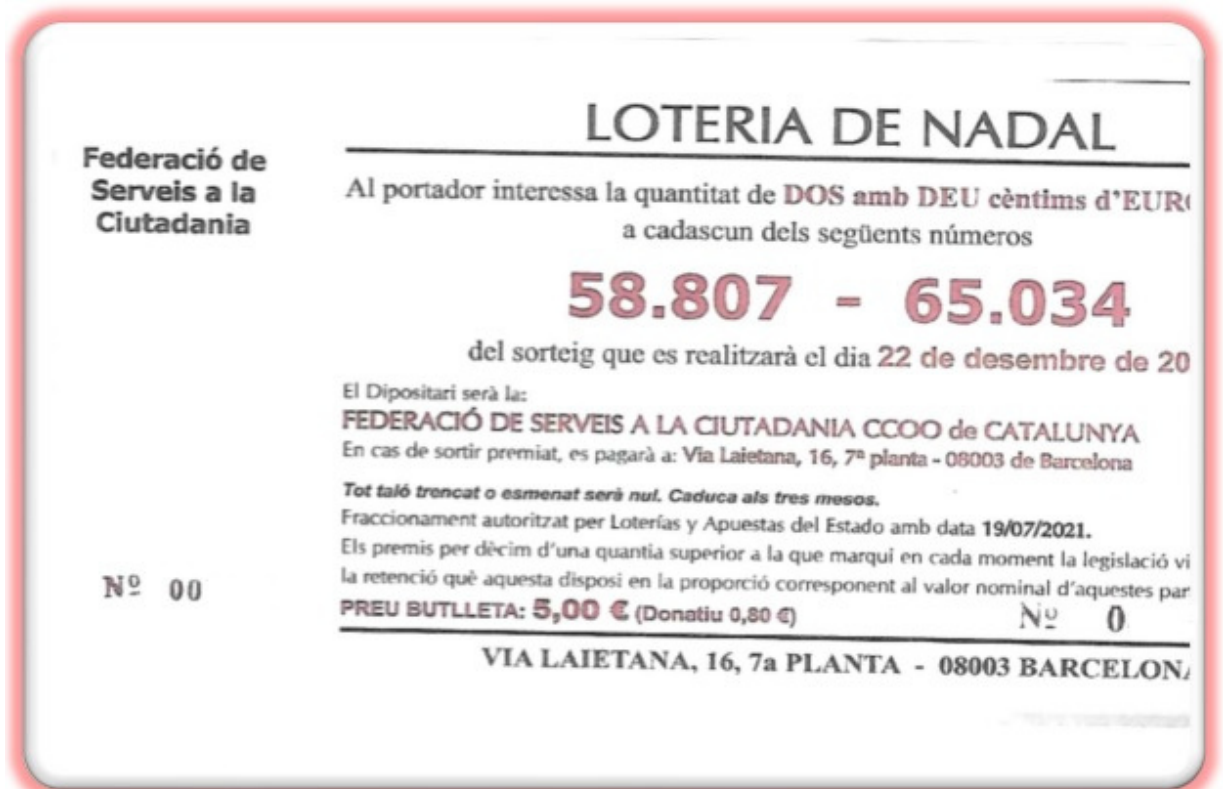 Federació de
Serveis a la
Ciutadania
Nº 00
LOTERIA DE NADAL
Al portador interessa la quantitat de DOS amb DEU cèntims d'EURO
a cadascun dels següents números
58.807 - 65.034
del sorteig que es realitzarà el dia 22 de desembre de 20
El Dipositari serà la:
FEDERACIÓ DE SERVEIS A LA CIUTADANIA CCOO de CATALUNYA
En cas de sortir premiat, es pagarà a: Via Laietana, 16, 7ª planta - 08003 de Barcelona
Tot taló trencat o esmenat serà nul. Caduca als tres mesos.
Fraccionament autoritzat per Loterías y Apuestas del Estado amb data 19/07/2021.
Els premis per dècim d'una quantia superior a la que marqui en cada moment la legislació vi
la retenció què aquesta disposi en la proporció corresponent al valor nominal d'aquestes par
PREU BUTLLETA: 5,00 € (Donatiu 0,80 €) Nº 0
VIA LAIETANA, 16, 7a PLANTA - 08003 BARCELONA